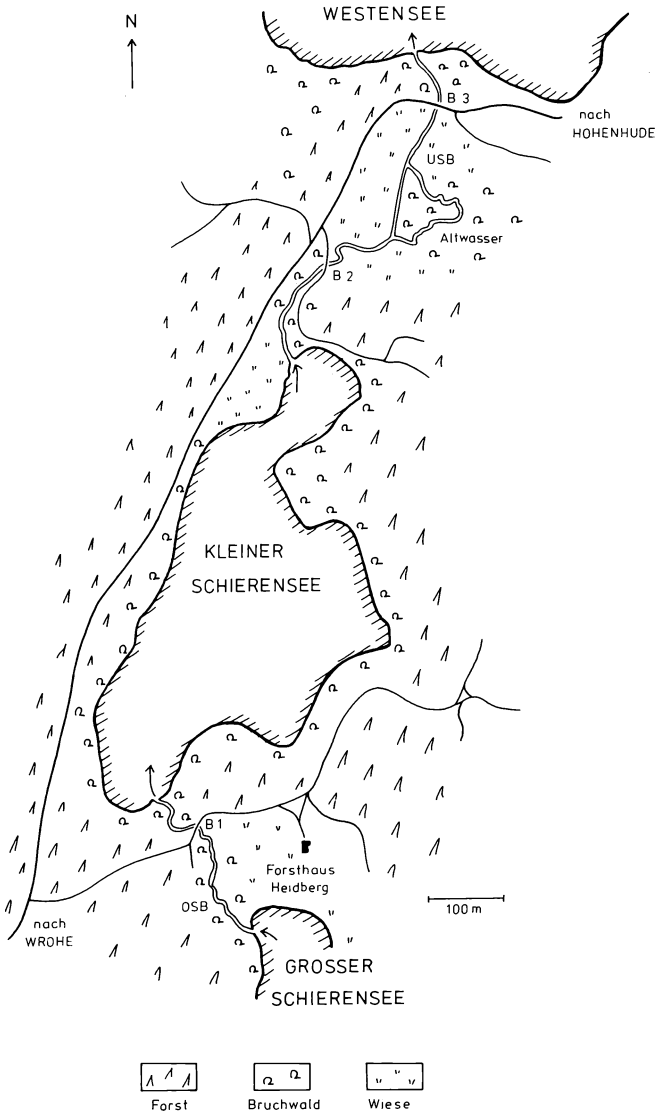 WESTENSEE
N
B 3
nach
HOHENHUDE
USB
Altwasser
B 2
KLEINER
SCHIERENSEE
B 1
Forsthaus
Heidberg
OSB
100 m
nach
WROHE
GROSSER
SCHIERENSEE
Forst
Bruchwald
Wiese